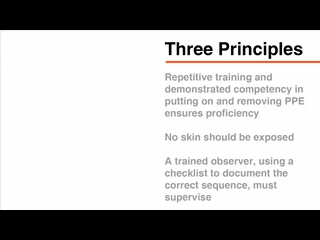 Three Principles
Repetitive training and
demonstrated competency in
putting on and removing PPE
ensures proficiency
No skin should be exposed
A trained observer, using a
checklist to document the
correct sequence, must
supervise